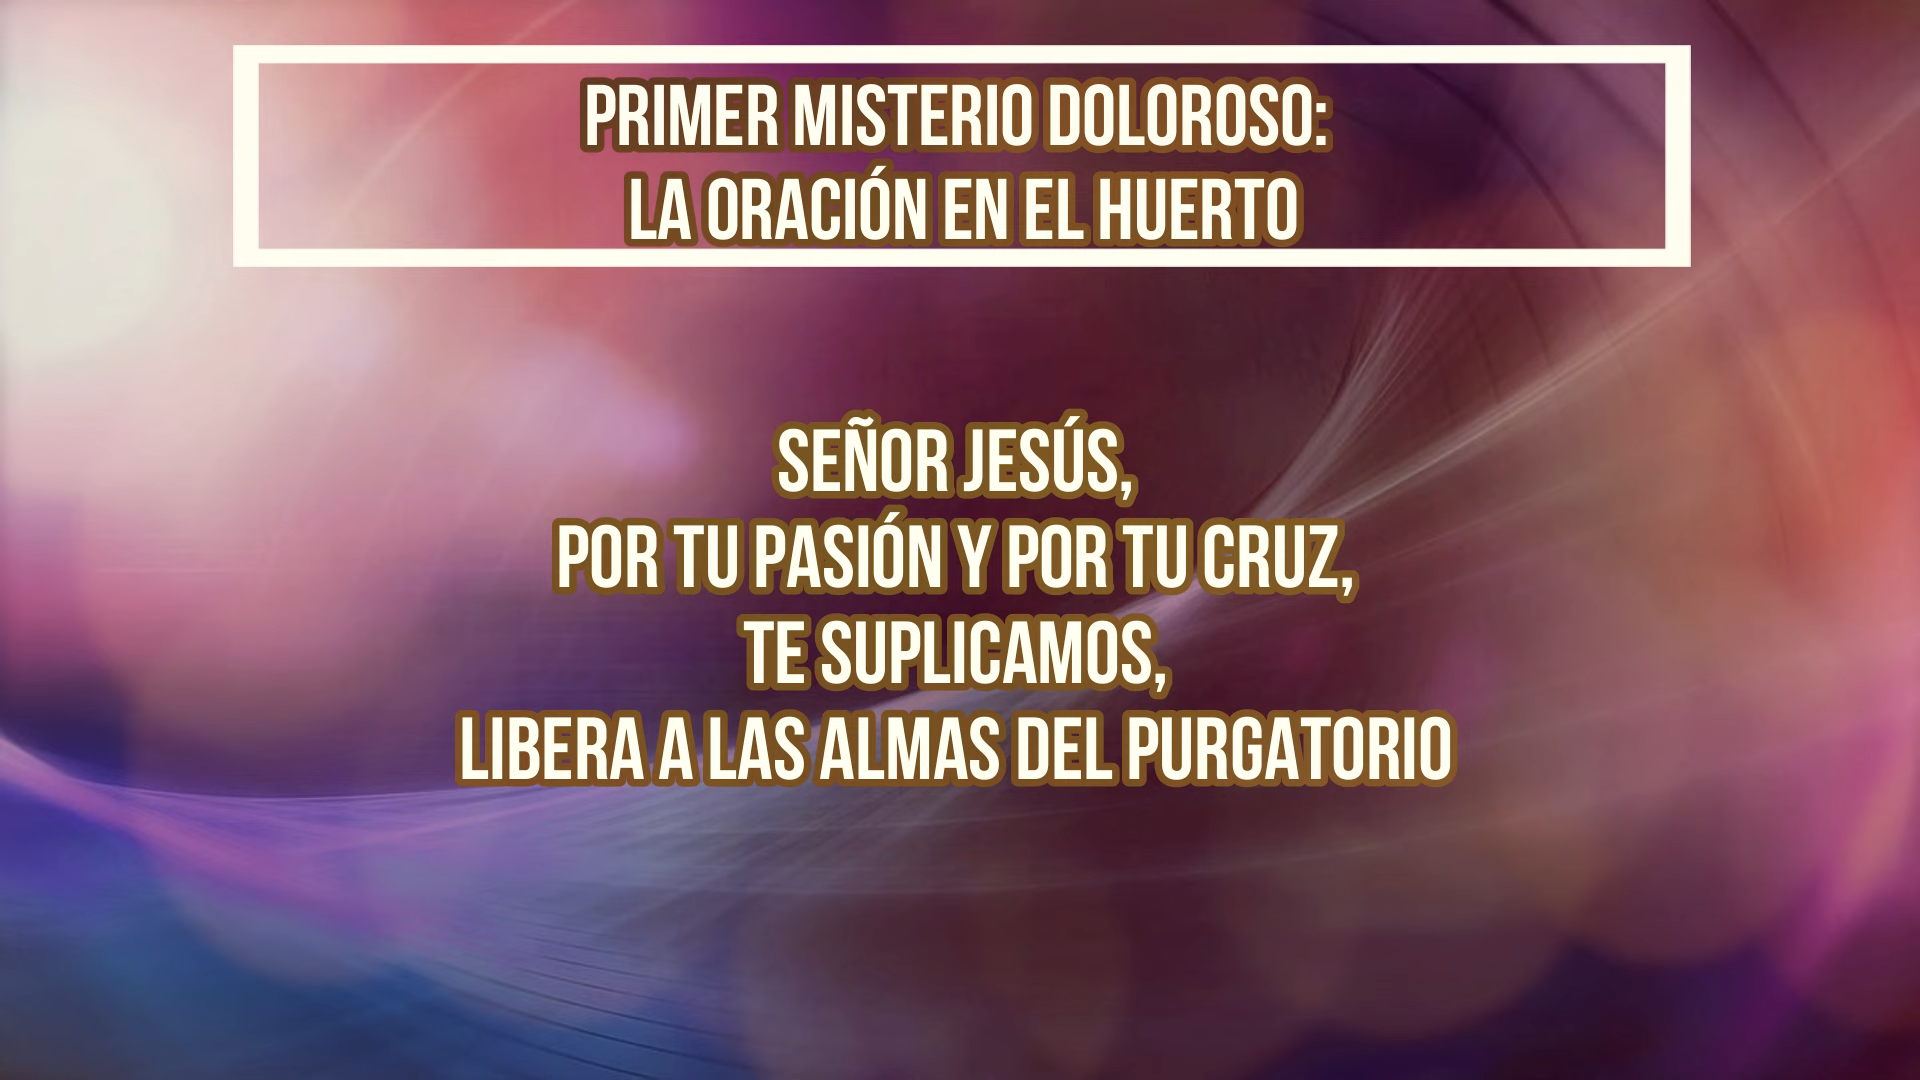 PRIMER MISTERIO DOLOROSO:
LA ORACIÓN EN EL HUERTO
SEÑOR JESÚS,
POR TU PASIÓN Y POR TU CRUZ,
TE SUPLICAMOS,
LIBERA A LAS ALMAS DEL PURGATORIO